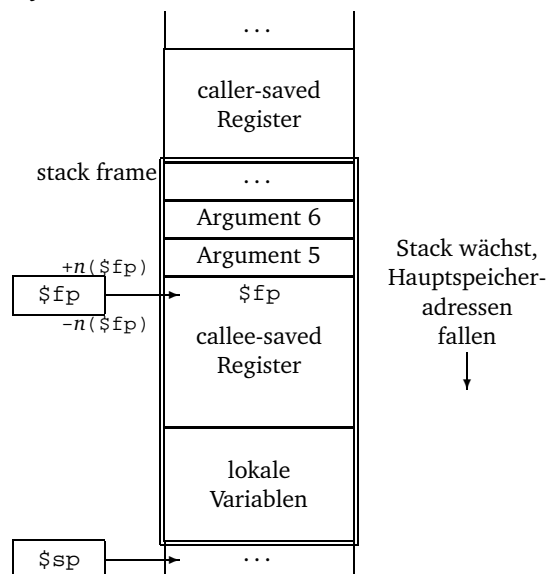 ...
caller-saved
Register
stack frame
...
Argument 6
Argument 5
+n($fp)
$fp
$fp
−n($fp)
callee-saved
Register
Stack wächst,
Hauptspeicher-
adressen
fallen
lokale
Variablen
$sp
...